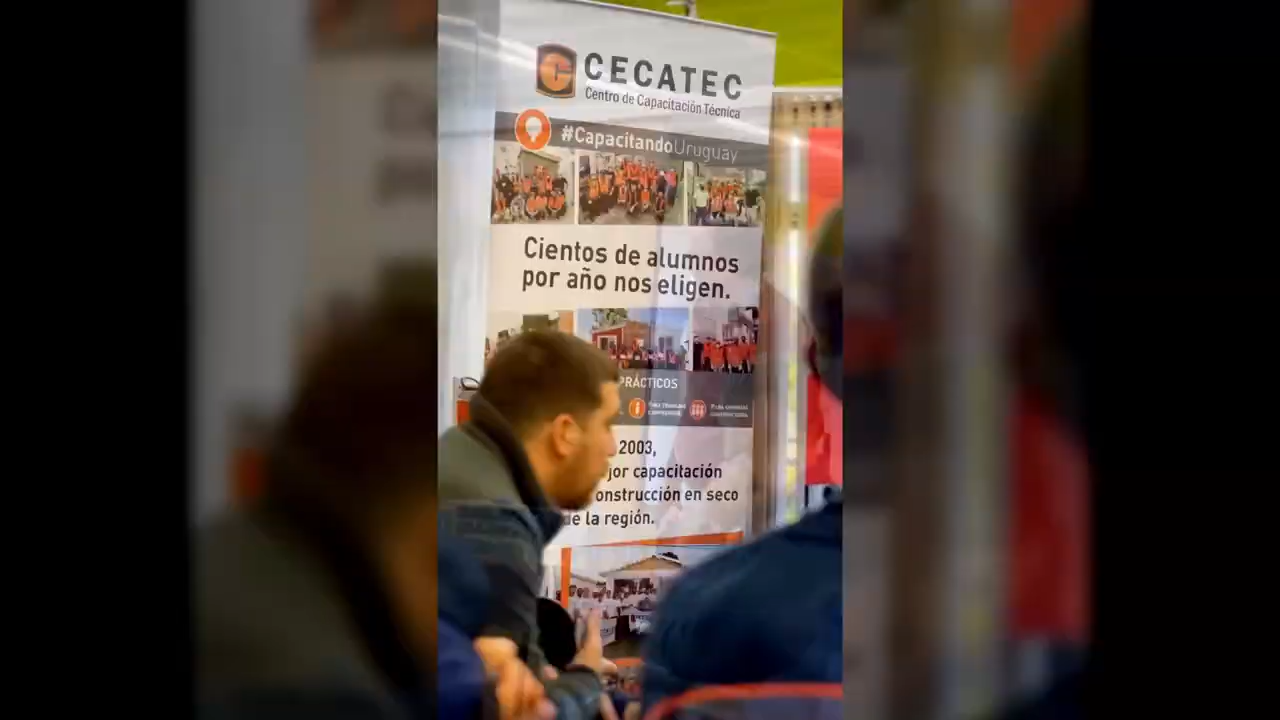 CECATEC
Centro de Capacitación Técnica
#CapacitandoUruguay
Cientos de alumnos
por año nos eligen.
PRÁCTICOS
2003,
jor capacitación
onstrucción en seco
de la región.